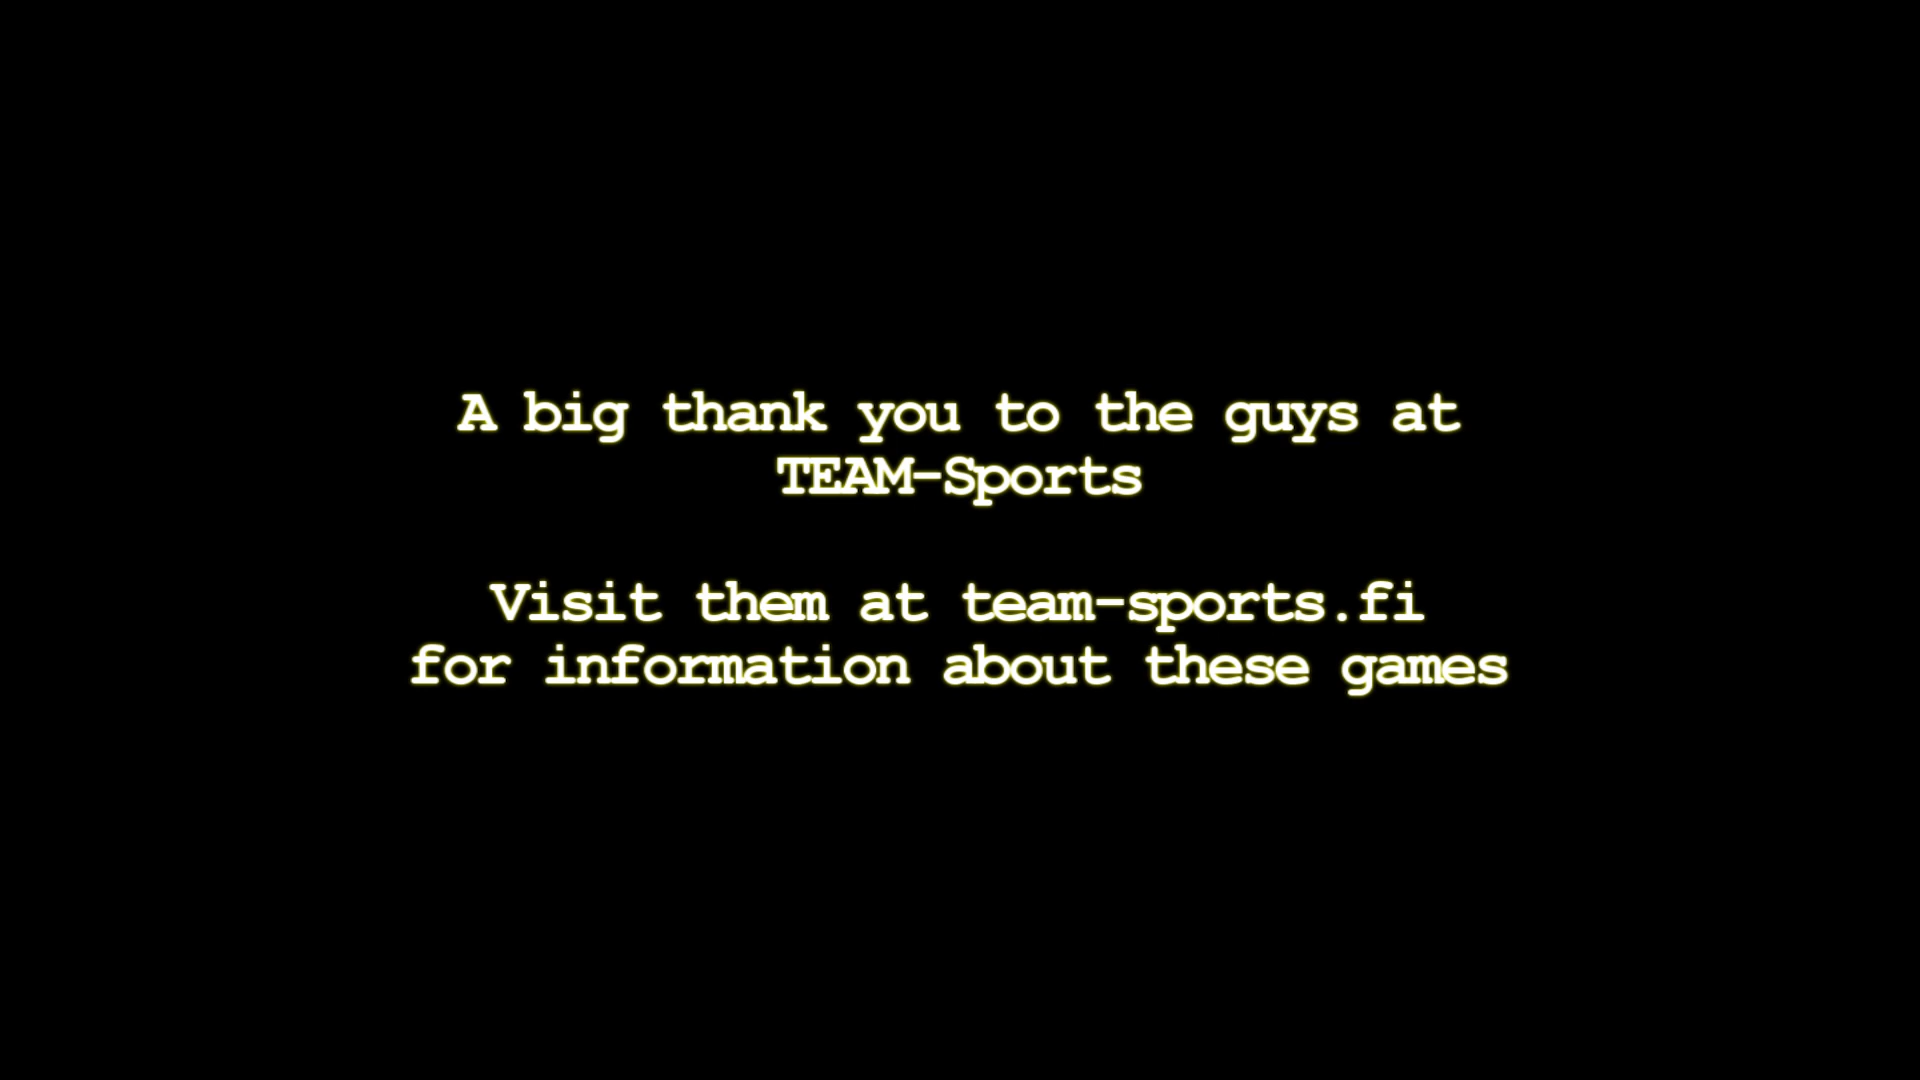 A big thank you to the guys at
TEAM-Sports
Visit them at team-sports.fi
for information about these games